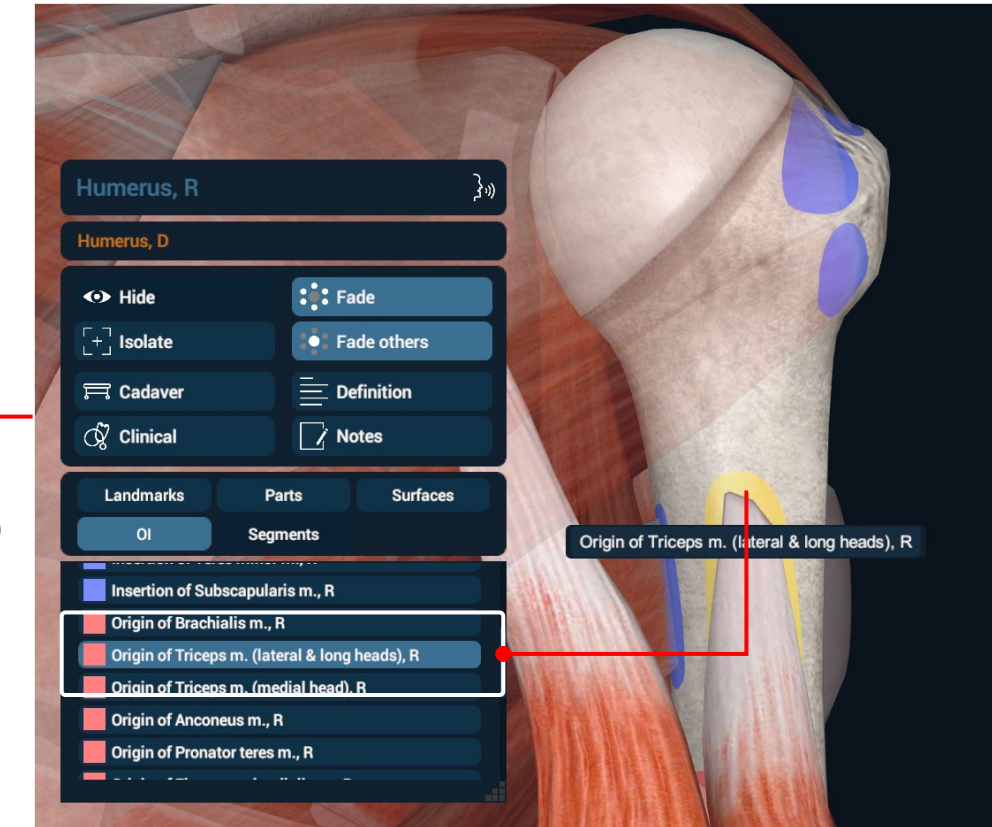 Humerus, R
Humerus, D
Hide
Fade
Isolate
Fade others
Cadaver
Definition
Clinical
Notes
Landmarks
Parts
Surfaces
OI
Segments
Insertion of Subscapularis m., R
Origin of Brachialis m., R
Origin of Triceps m. (lateral & long heads), R
Origin of Triceps m. (medial head), R
Origin of Anconeus m., R
Origin of Pronator teres m., R
Origin of Triceps m. (lateral & long heads), R